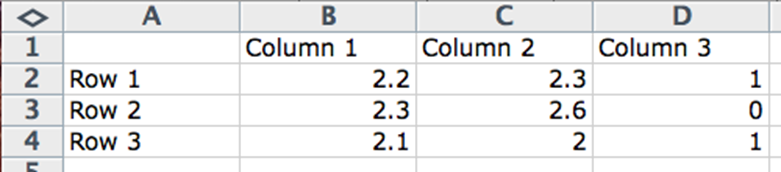 A B C D
1 Column 1 Column 2 Column 3
2 Row 1 2.2 2.3 1
3 Row 2 2.3 2.6 0
4 Row 3 2.1 2 1
5